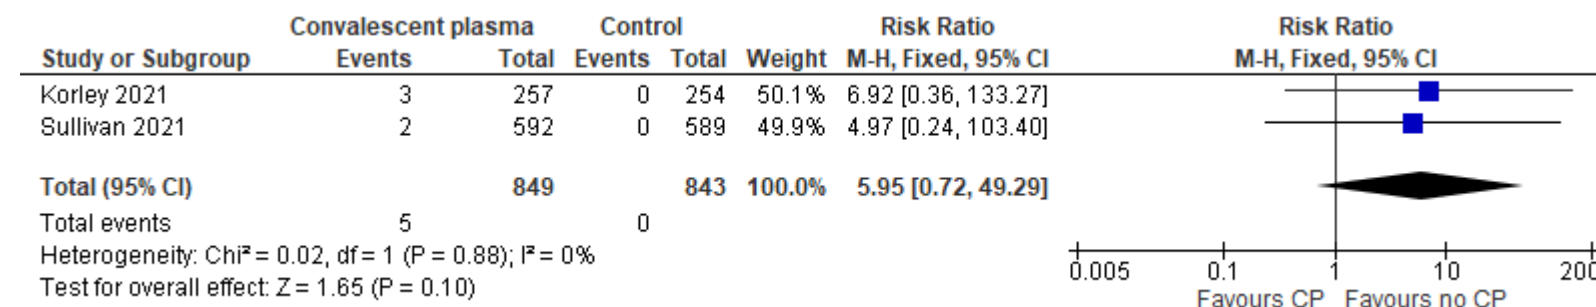 Convalescent plasma Control Risk Ratio Risk Ratio
Study or Subgroup Events Total Events Total Weight M-H, Fixed, 95% CI M-H, Fixed, 95% CI
Korley 2021 3 257 0 254 50.1% 6.92 [0.36, 133.27]
Sullivan 2021 2 592 0 589 49.9% 4.97 [0.24, 103.40]
Total (95% CI) 849 843 100.0% 5.95 [0.72, 49.29]
Total events 5 0
Heterogeneity: Chi² = 0.02, df = 1 (P = 0.88); I² = 0%
Test for overall effect: Z = 1.65 (P = 0.10)
0.005 0.1 1 10 200
Favours CP Favours no CP